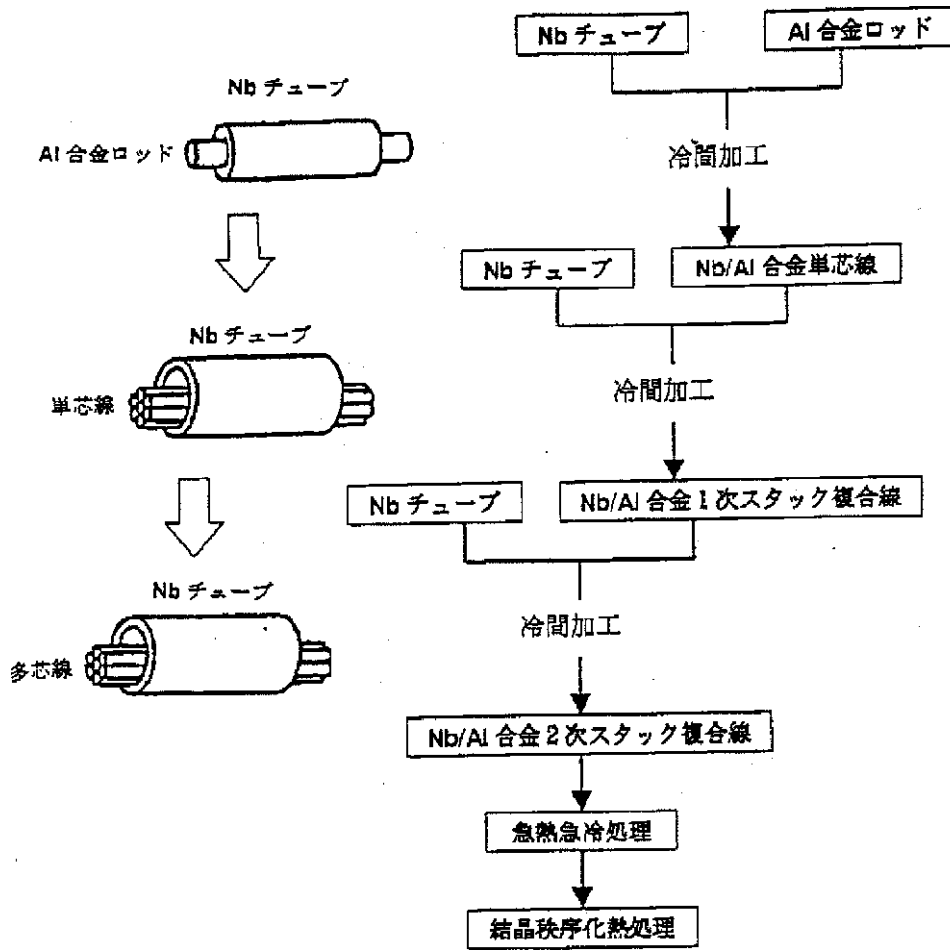 Nb チューブ
Al 合金ロッド
Nb チューブ
Al 合金ロッド
冷間加工
Nb チューブ
Nb/Al 合金単芯線
Nb チューブ
単芯線
冷間加工
Nb チューブ
Nb/Al 合金1次スタック複合線
Nb チューブ
多芯線
冷間加工
Nb/Al 合金2次スタック複合線
急熱急冷処理
結晶秩序化熱処理